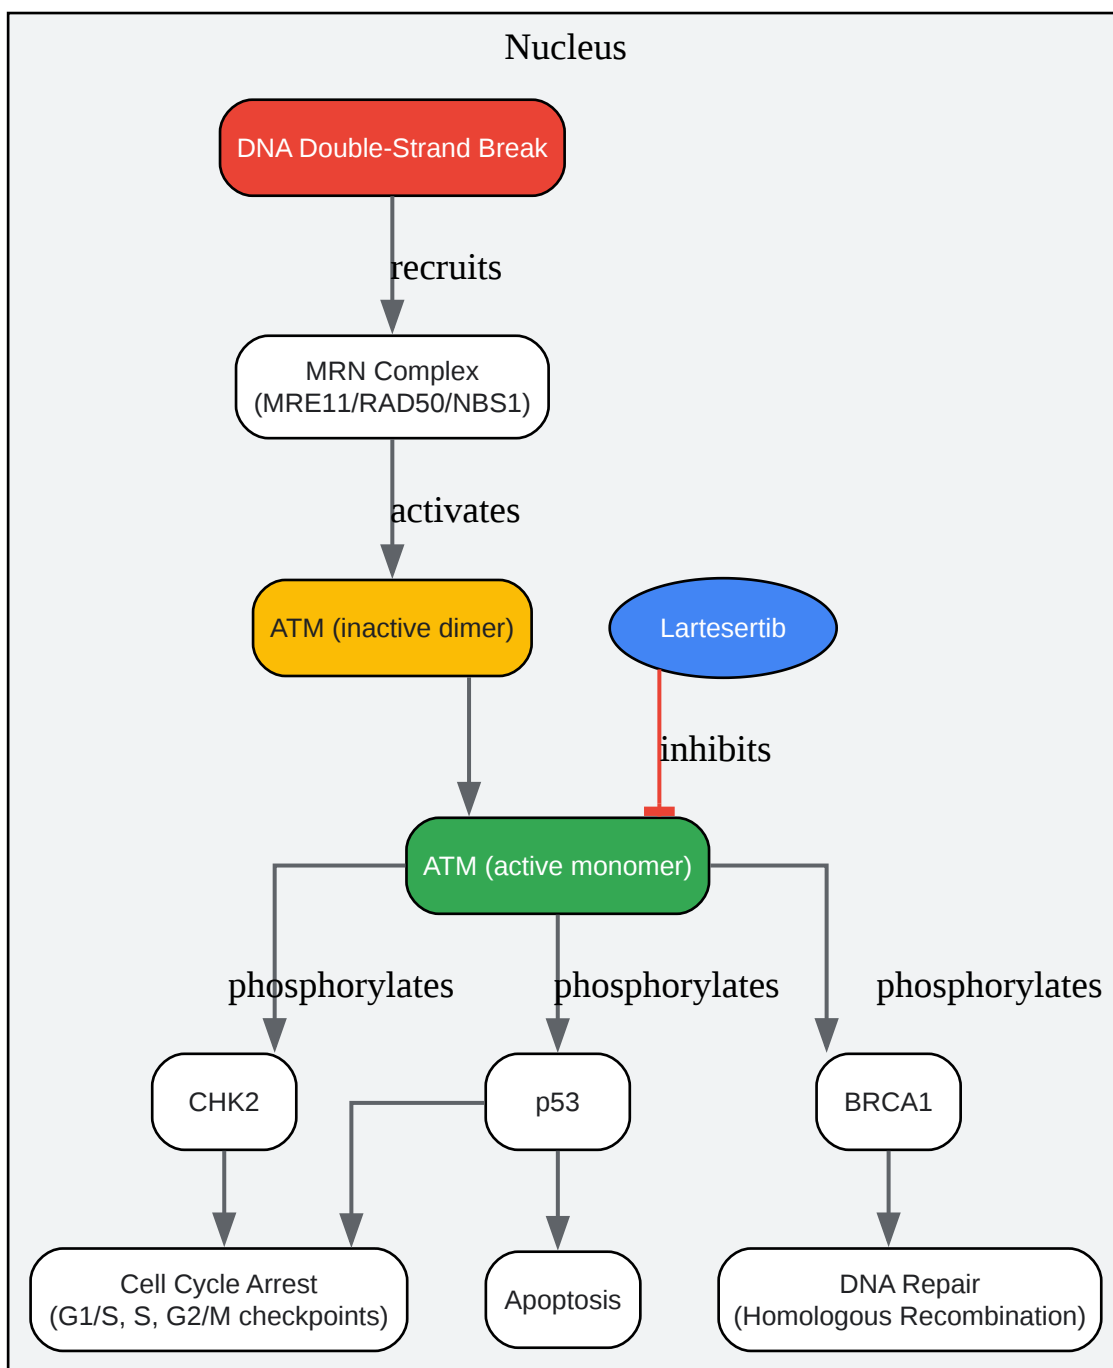 Nucleus
DNA Double-Strand Break
recruits
MRN Complex
(MRE11/RAD50/NBS1)
activates
ATM (inactive dimer)
Lartesertib
inhibits
ATM (active monomer)
phosphorylates
phosphorylates
phosphorylates
CHK2
p53
BRCA1
Cell Cycle Arrest
(G1/S, S, G2/M checkpoints)
Apoptosis
DNA Repair
(Homologous Recombination)